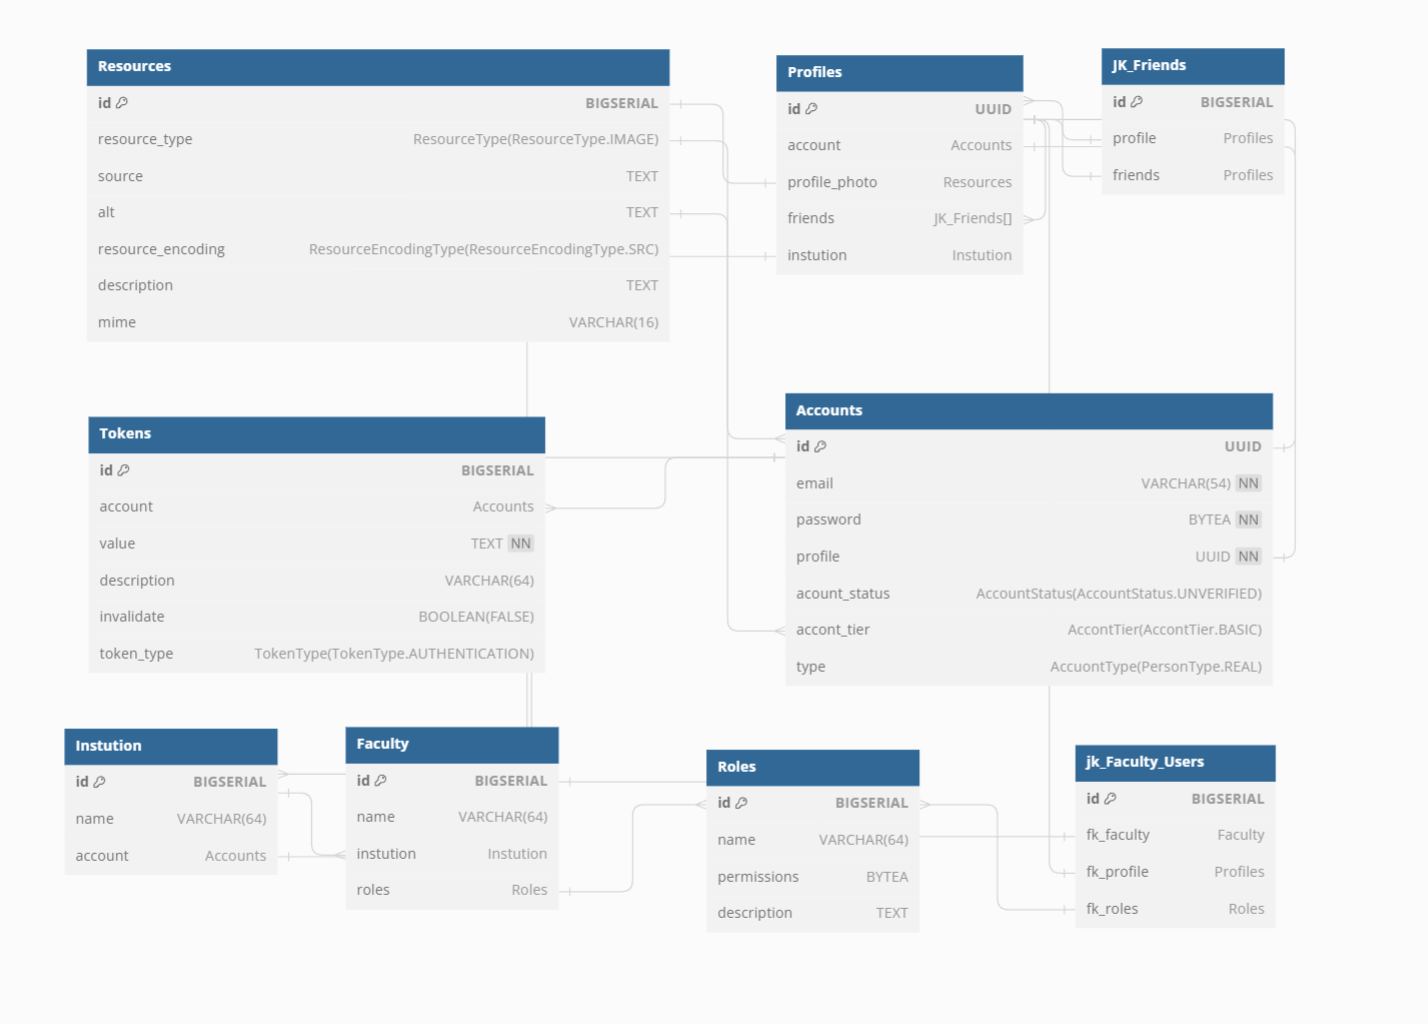 Resources
id BIGSERIAL
resource_type ResourceType(ResourceType.IMAGE)
source TEXT
alt TEXT
resource_encoding ResourceEncodingType(ResourceEncodingType.SRC)
description TEXT
mime VARCHAR(16)
Profiles
id UUID
account Accounts
profile_photo Resources
friends JK_Friends[]
instution Instution
JK_Friends
id BIGSERIAL
profile Profiles
friends Profiles
Tokens
id BIGSERIAL
account Accounts
value TEXT NN
description VARCHAR(64)
invalidate BOOLEAN(FALSE)
token_type TokenType(TokenType.AUTHENTICATION)
Accounts
id UUID
email VARCHAR(54) NN
password BYTEA NN
profile UUID NN
acount_status AccountStatus(AccountStatus.UNVERIFIED)
accont_tier AccontTier(AccontTier.BASIC)
type AccuontType(PersonType.REAL)
Instution
id BIGSERIAL
name VARCHAR(64)
account Accounts
Faculty
id BIGSERIAL
name VARCHAR(64)
instution Instution
roles Roles
Roles
id BIGSERIAL
name VARCHAR(64)
permissions BYTEA
description TEXT
jk_Faculty_Users
id BIGSERIAL
fk_faculty Faculty
fk_profile Profiles
fk_roles Roles